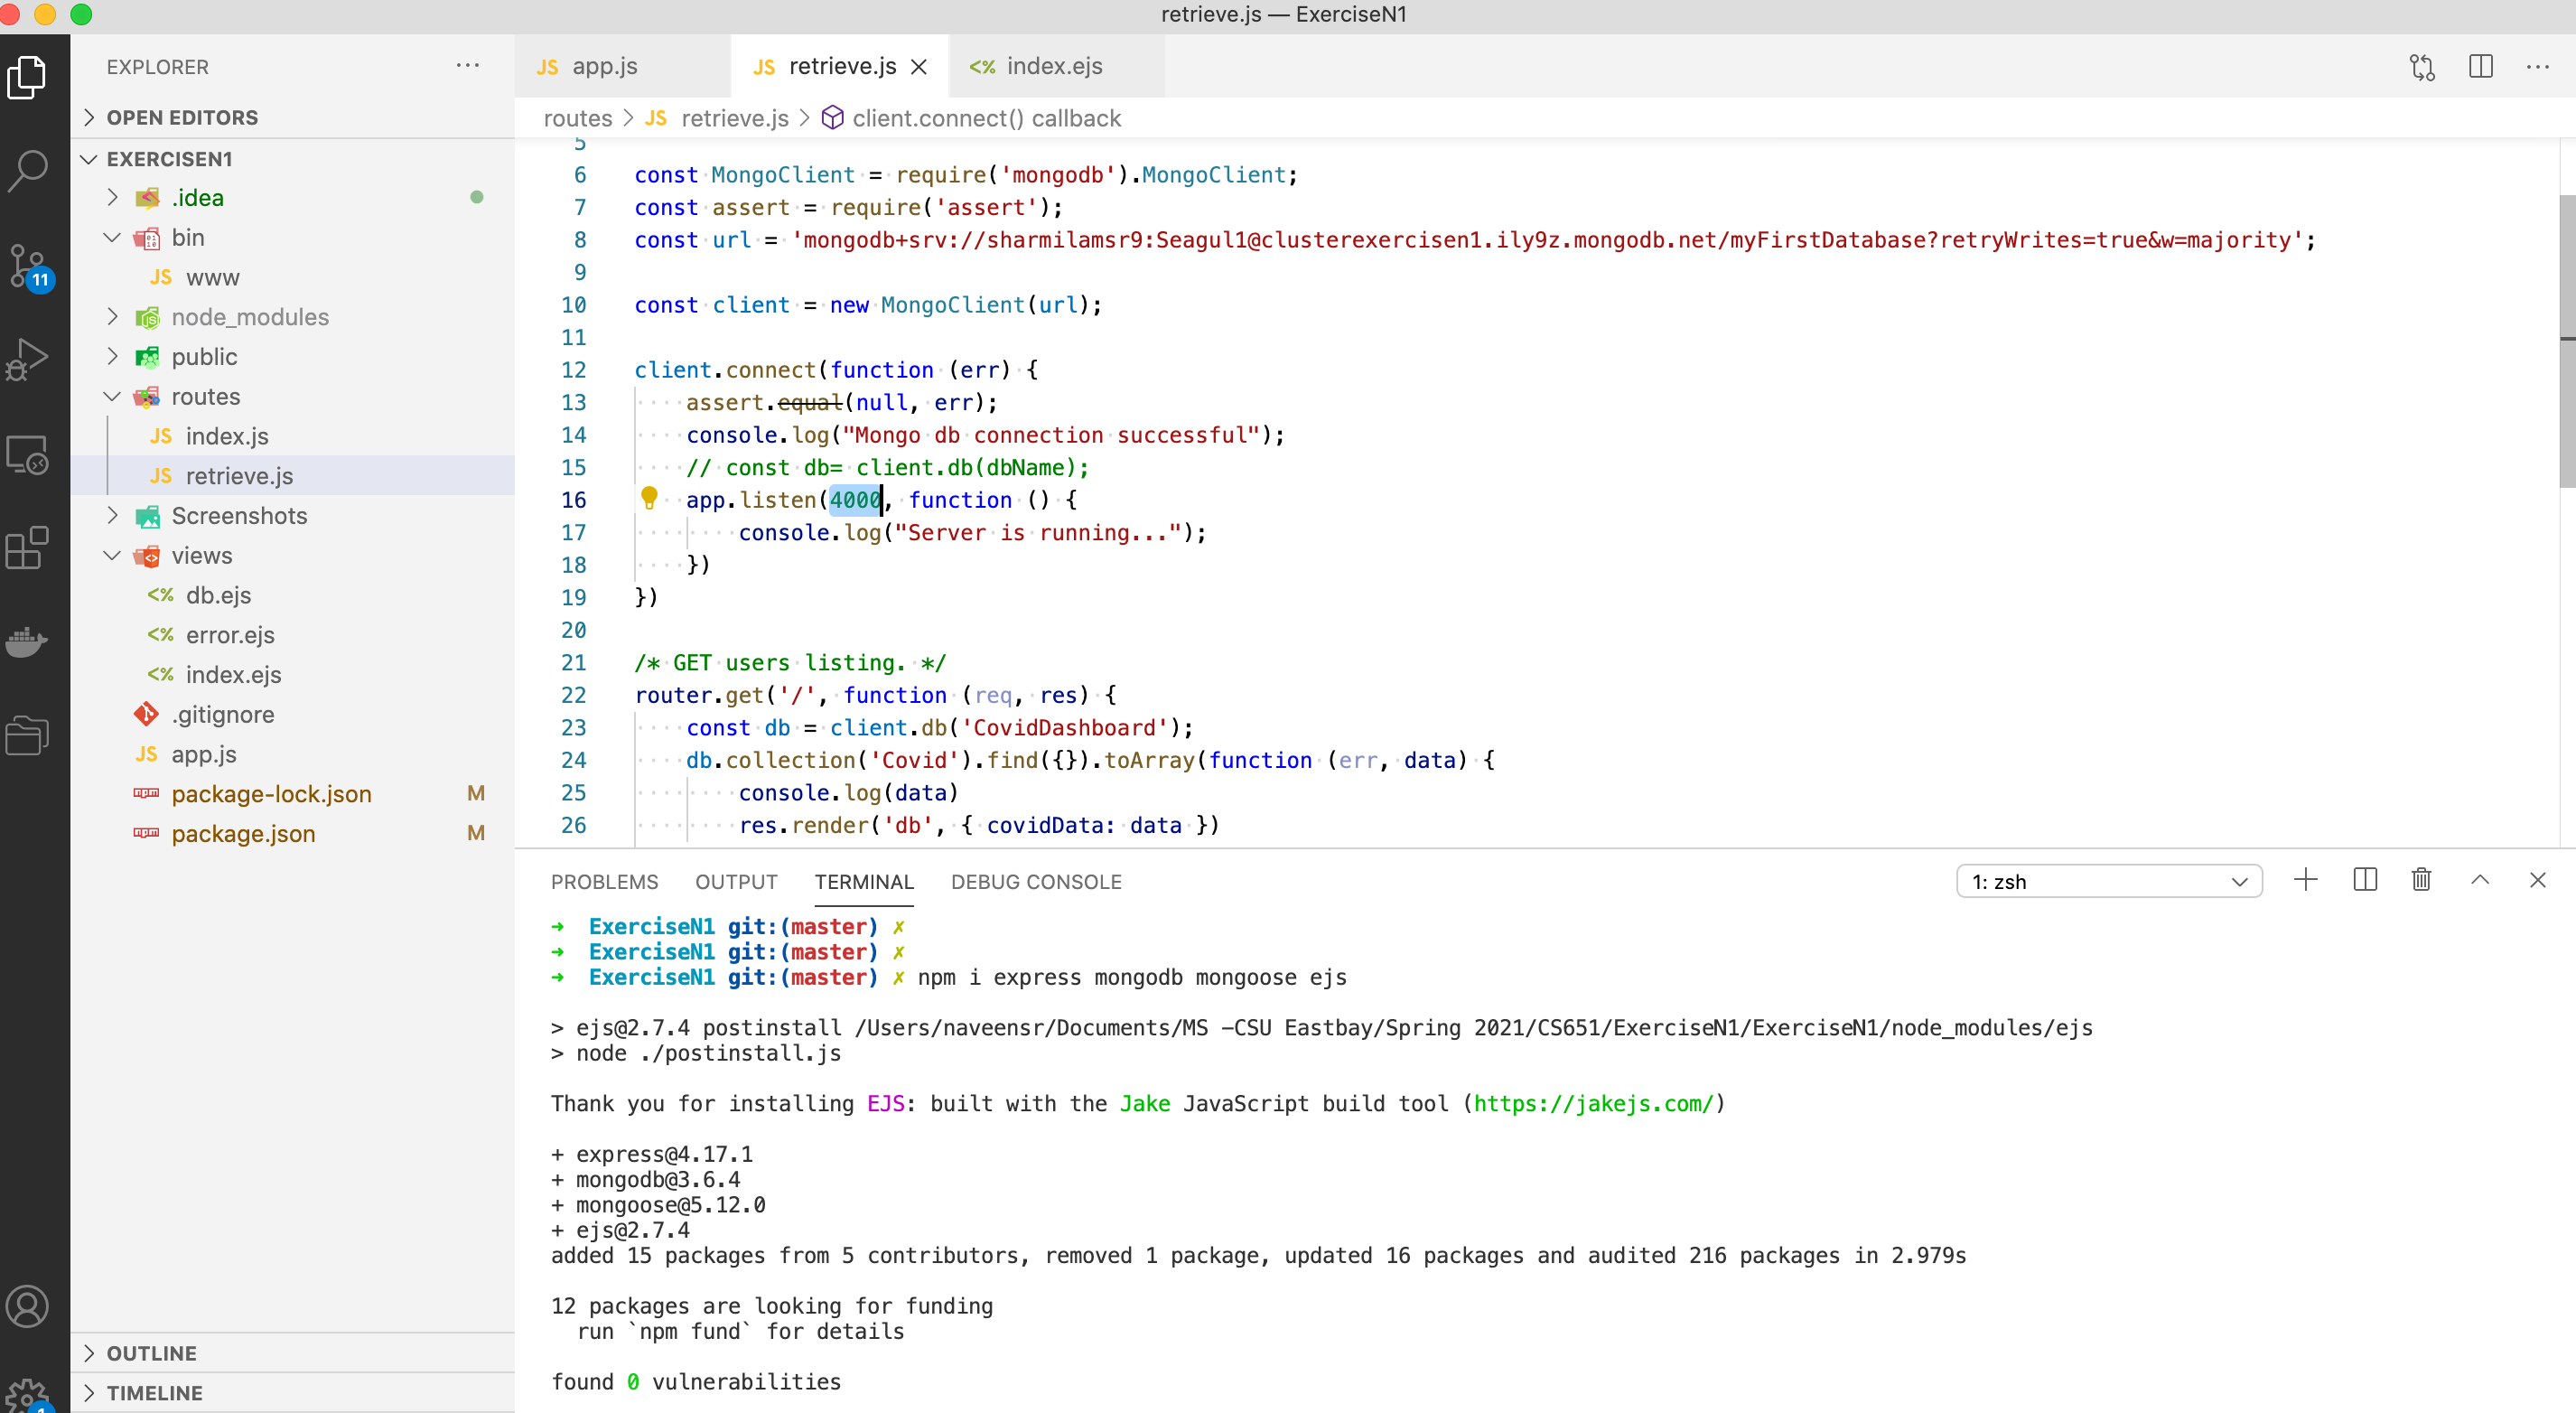 retrieve.js — ExerciseN1
EXPLORER
OPEN EDITORS
EXERCISEN1
.idea
bin
JS www
node_modules
public
routes
JS index.js
JS retrieve.js
Screenshots
views
<% db.ejs
<% error.ejs
<% index.ejs
.gitignore
JS app.js
package-lock.json M
package.json M
OUTLINE
TIMELINE
11
1
JS app.js
JS retrieve.js
<% index.ejs
routes > JS retrieve.js > client.connect() callback
5
6 const MongoClient = require('mongodb').MongoClient;
7 const assert = require('assert');
8 const url = 'mongodb+srv://sharmilamsr9:Seagul1@clusterexercisen1.ily9z.mongodb.net/myFirstDatabase?retryWrites=true&w=majority';
9
10 const client = new MongoClient(url);
11
12 client.connect(function (err) {
13 assert.equal(null, err);
14 console.log("Mongo db connection successful");
15 // const db= client.db(dbName);
16 app.listen(4000, function () {
17 console.log("Server is running...");
18 })
19 })
20
21 /* GET users listing. */
22 router.get('/', function (req, res) {
23 const db = client.db('CovidDashboard');
24 db.collection('Covid').find({}).toArray(function (err, data) {
25 console.log(data)
26 res.render('db', { covidData: data })
PROBLEMS OUTPUT TERMINAL DEBUG CONSOLE
1: zsh
➜ ExerciseN1 git:(master) ✗
➜ ExerciseN1 git:(master) ✗
➜ ExerciseN1 git:(master) ✗ npm i express mongodb mongoose ejs
> ejs@2.7.4 postinstall /Users/naveensr/Documents/MS -CSU Eastbay/Spring 2021/CS651/ExerciseN1/ExerciseN1/node_modules/ejs
> node ./postinstall.js
Thank you for installing EJS: built with the Jake JavaScript build tool (https://jakejs.com/)
+ express@4.17.1
+ mongodb@3.6.4
+ mongoose@5.12.0
+ ejs@2.7.4
added 15 packages from 5 contributors, removed 1 package, updated 16 packages and audited 216 packages in 2.979s
12 packages are looking for funding
run `npm fund` for details
found 0 vulnerabilities